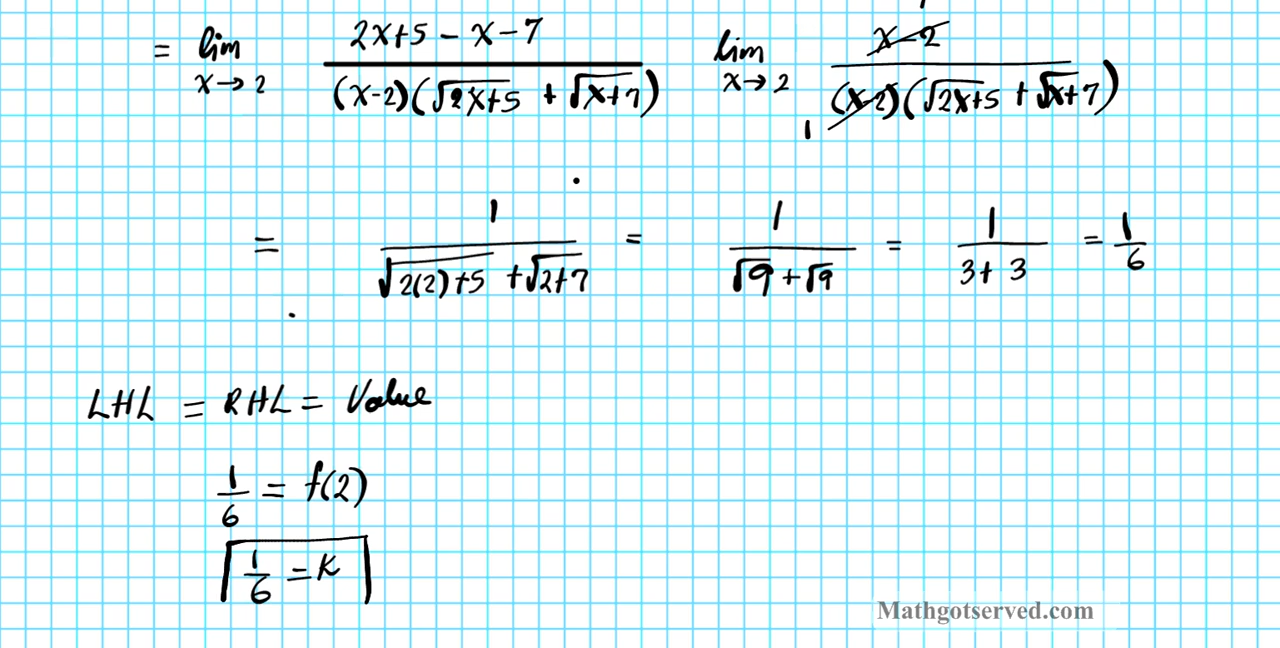 = lim x→2 (2x+5 - x - 7)/((x-2)(√2x+5 + √x+7)) lim x→2 (x-2)/((x-2)(√2x+5 + √x+7)) 1
= 1/(√2(2)+5 + √2+7) = 1/(√9 + √9) = 1/(3+3) = 1/6
LHL = RHL = Value
1/6 = f(2)
1/6 = K
Mathgotserved.com